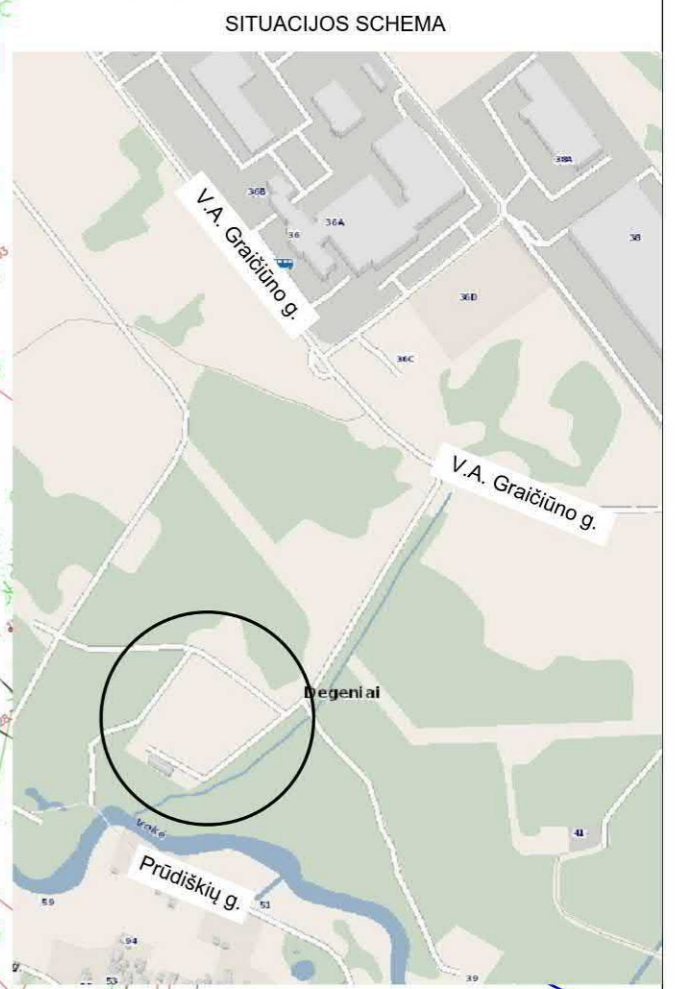 SITUACIJOS SCHEMA
38A
36B
V.A. Graičiūno g.
36A
36
38
36D
36C
V.A. Graičiūno g.
Degeniai
41
Vokė
Prūdiškių g.
59
51
94
39
53